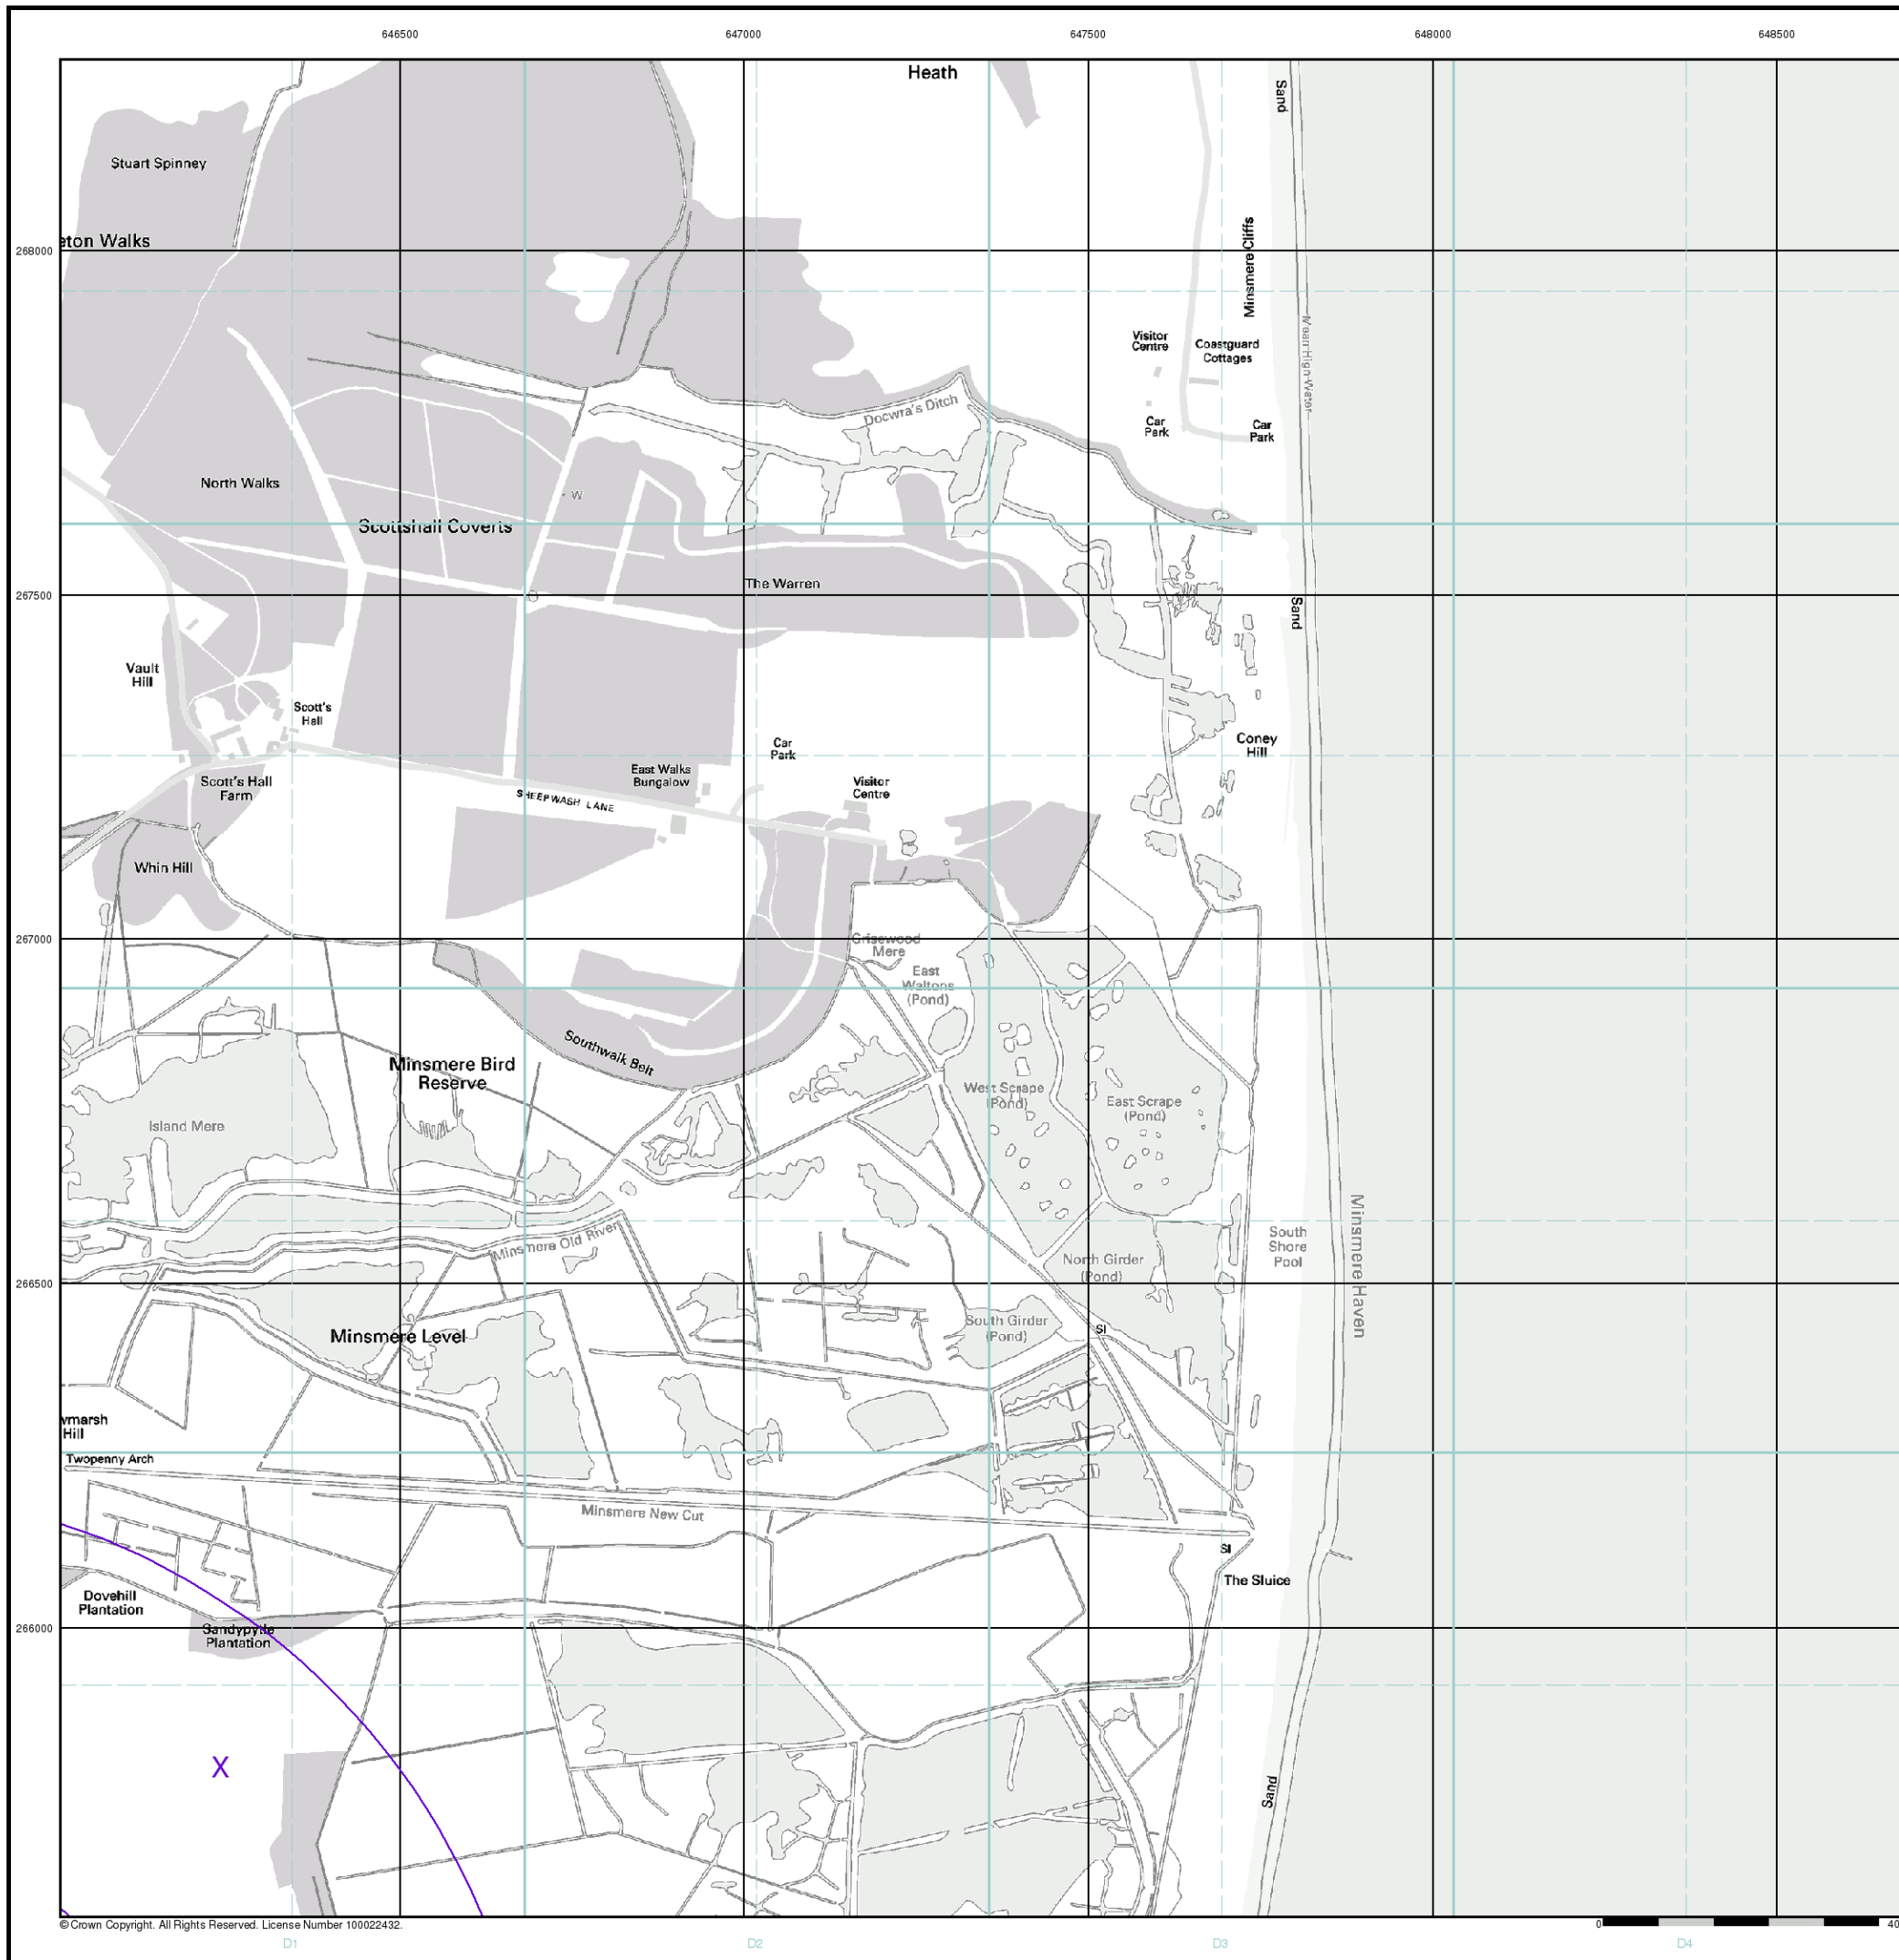 646500
647000
647500
648000
648500
Heath
Sand
Stuart Spinney
eton Walks
268000
Minsmere Cliffs
Mean High Water
Visitor
Centre
Coastguard
Cottages
Docwra's Ditch
Car
Park
Car
Park
North Walks
W
Scottshall Coverts
The Warren
267500
Sand
Vault
Hill
Scott's
Hall
Coney
Hill
Car
Park
East Walks
Bungalow
Scott's Hall
Farm
SHEEPWASH LANE
Visitor
Centre
Whin Hill
267000
Grisewood
Mere
East
Waltons
(Pond)
Southwalk Belt
Minsmere Bird
Reserve
West Scrape
(Pond)
East Scrape
(Pond)
Island Mere
Minsmere Old River
South
Shore
Pool
Minsmere Haven
North Girder
(Pond)
266500
South Girder
(Pond)
Sl
Minsmere Level
wmarsh
Hill
Twopenny Arch
Minsmere New Cut
Sl
The Sluice
Dovehill
Plantation
Sandypytle
Plantation
266000
X
Sand
© Crown Copyright. All Rights Reserved. License Number 100022432.
0
40
D1
D2
D3
D4